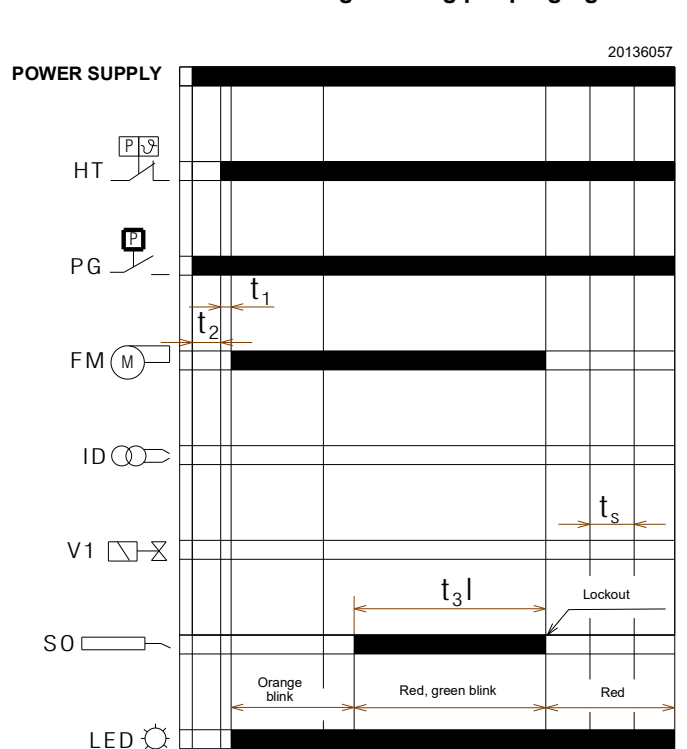 20136057
POWER SUPPLY
P ϑ
HT
P
PG
t1
t2
FM M
ID
ts
V1
t3l
Lockout
SO
Orange
blink
Red, green blink
Red
LED